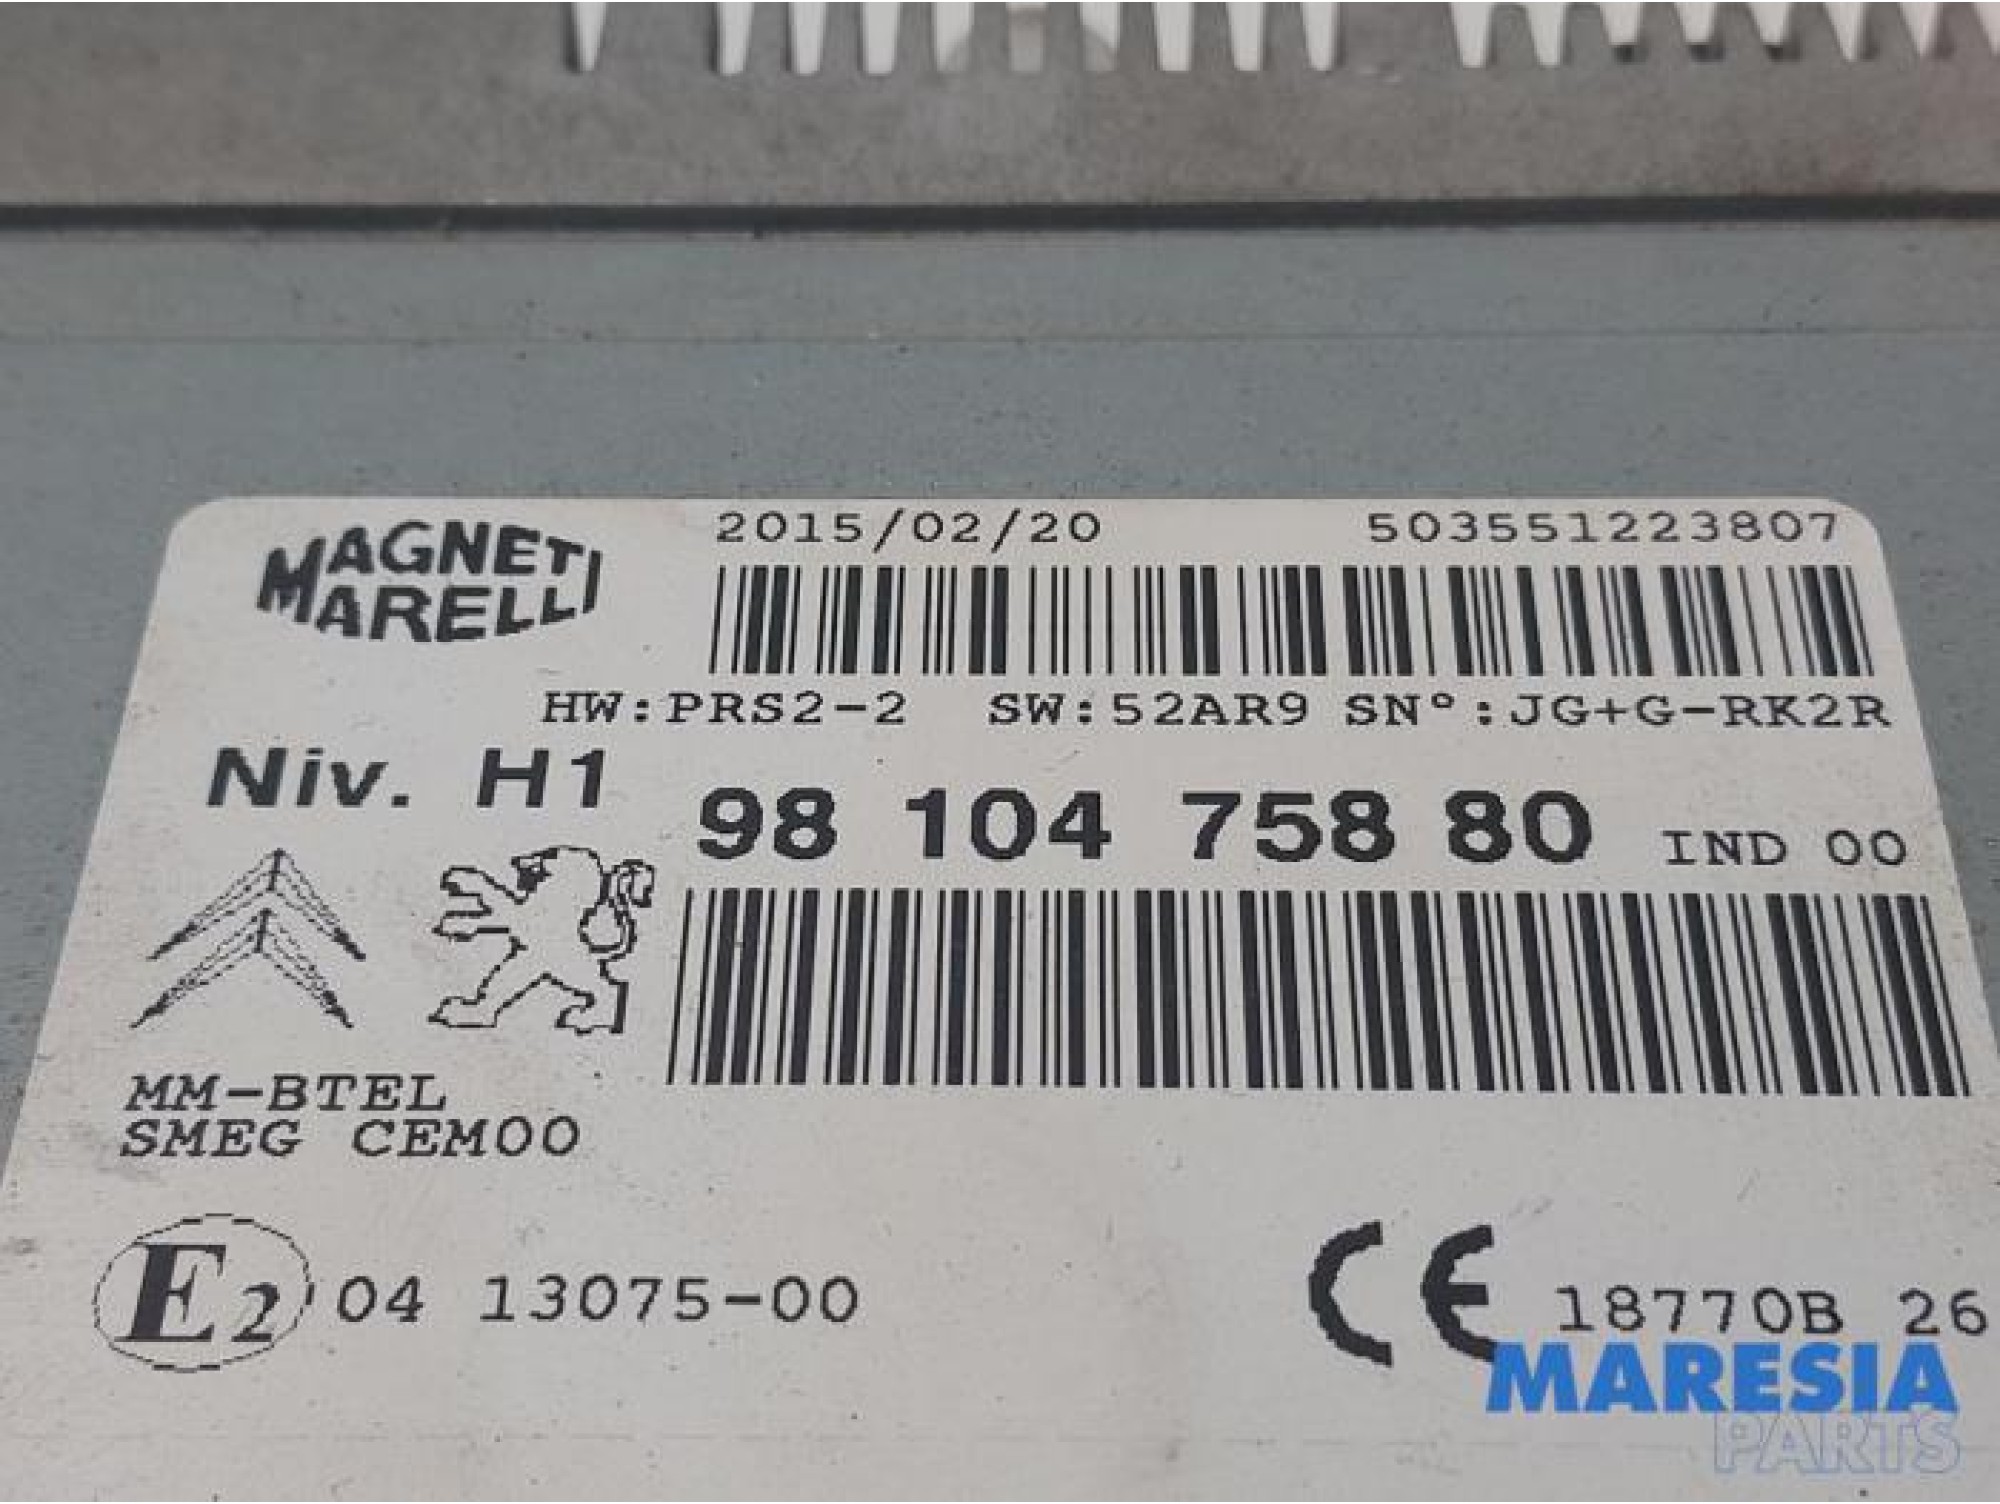 MAGNETI
MARELLI
2015/02/20 503551223807
HW:PRS2-2 SW:52AR9 SN°:JG+G-RK2R
Niv. H1
98 104 758 80 IND 00
MM-BTEL
SMEG CEM00
E2 04 13075-00
CE 18770B 26
MARESIA
PARTS